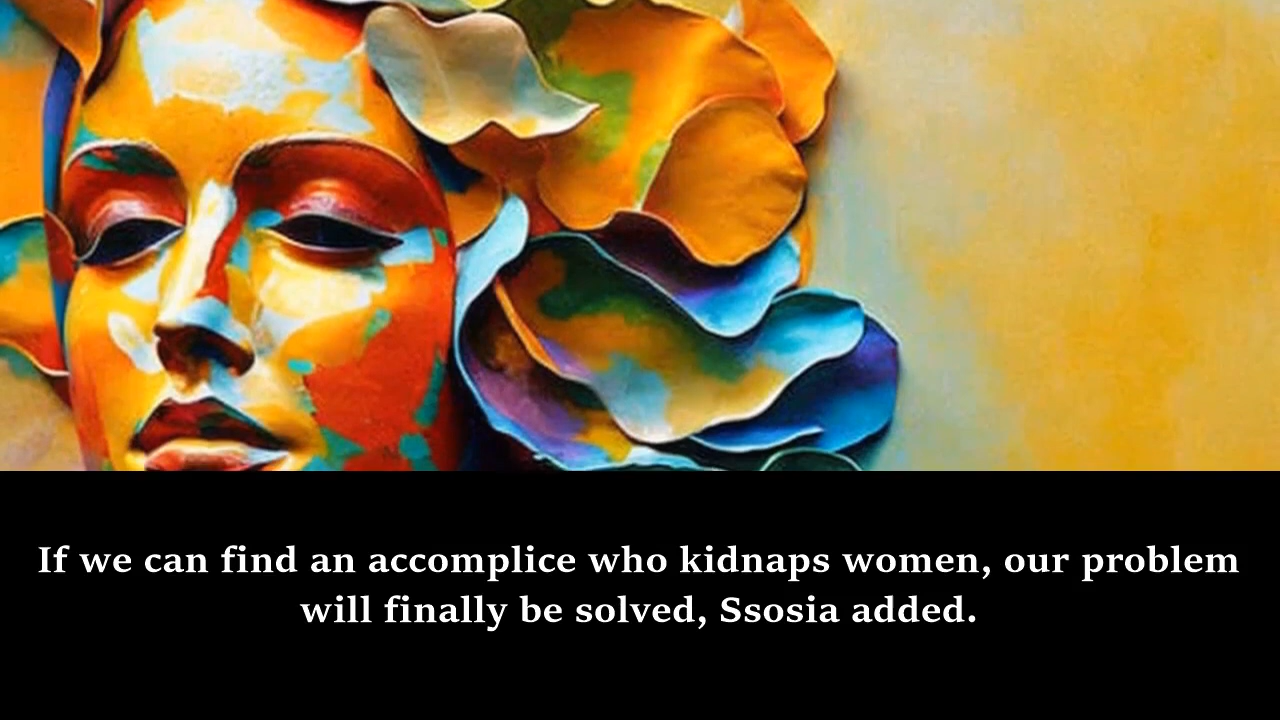 If we can find an accomplice who kidnaps women, our problem
will finally be solved, Ssosia added.